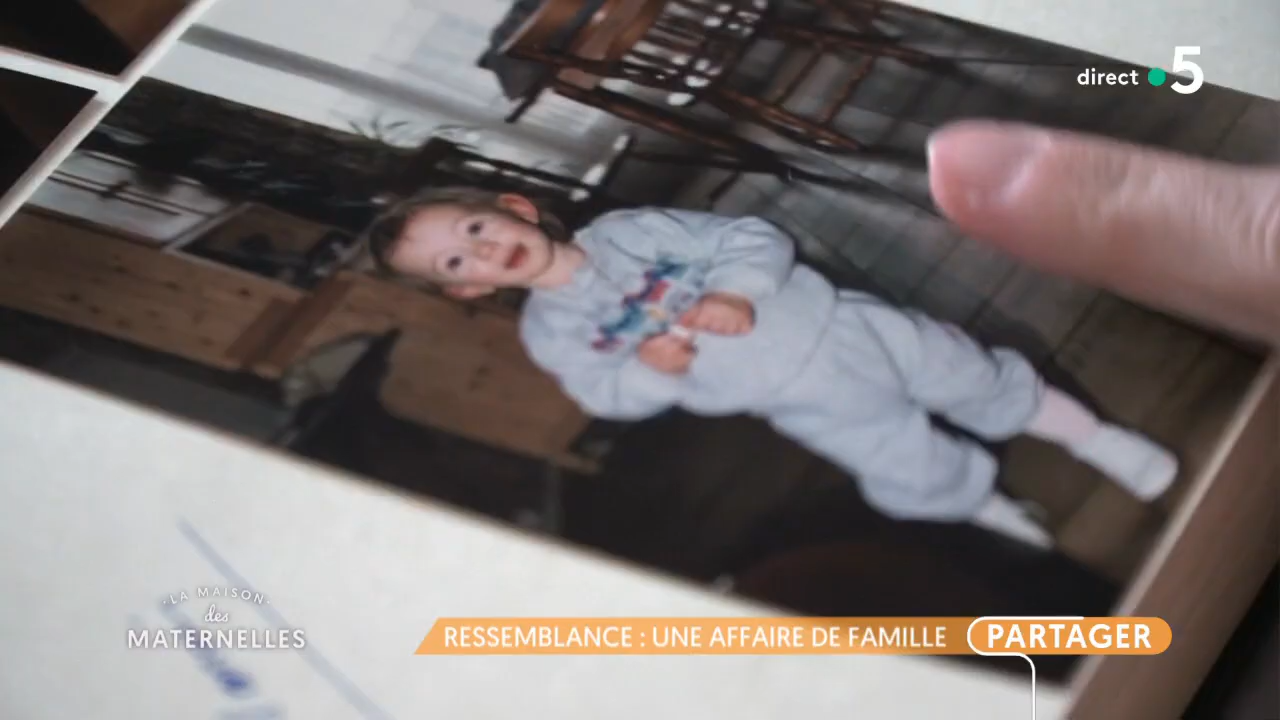 direct 5
·LA MAISON·
des
MATERNELLES
RESSEMBLANCE : UNE AFFAIRE DE FAMILLE PARTAGER